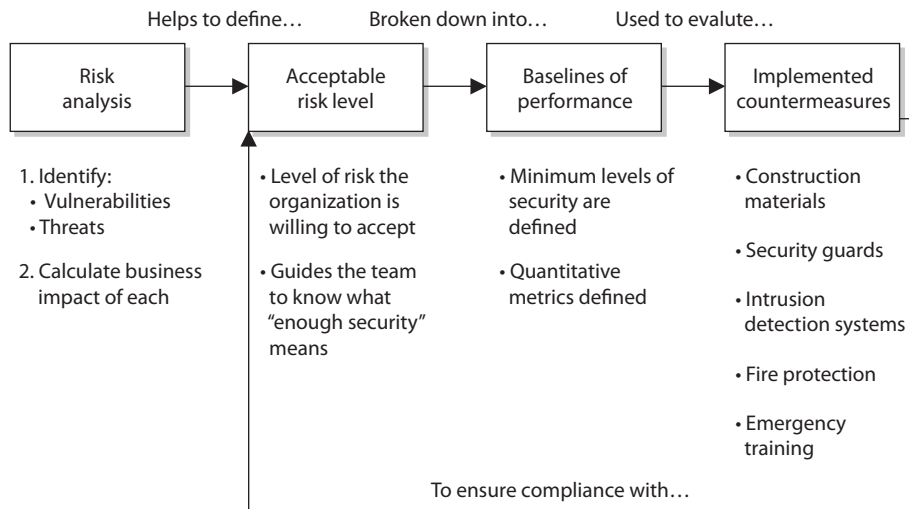 Helps to define…
Broken down into…
Used to evaluate…
Risk
analysis
Acceptable
risk level
Baselines of
performance
Implemented
countermeasures
1. Identify:
• Vulnerabilities
• Threats
2. Calculate business
impact of each
• Level of risk the
organization is
willing to accept
• Guides the team
to know what
“enough security”
means
• Minimum levels of
security are
defined
• Quantitative
metrics defined
• Construction
materials
• Security guards
• Intrusion
detection systems
• Fire protection
• Emergency
training
To ensure compliance with…